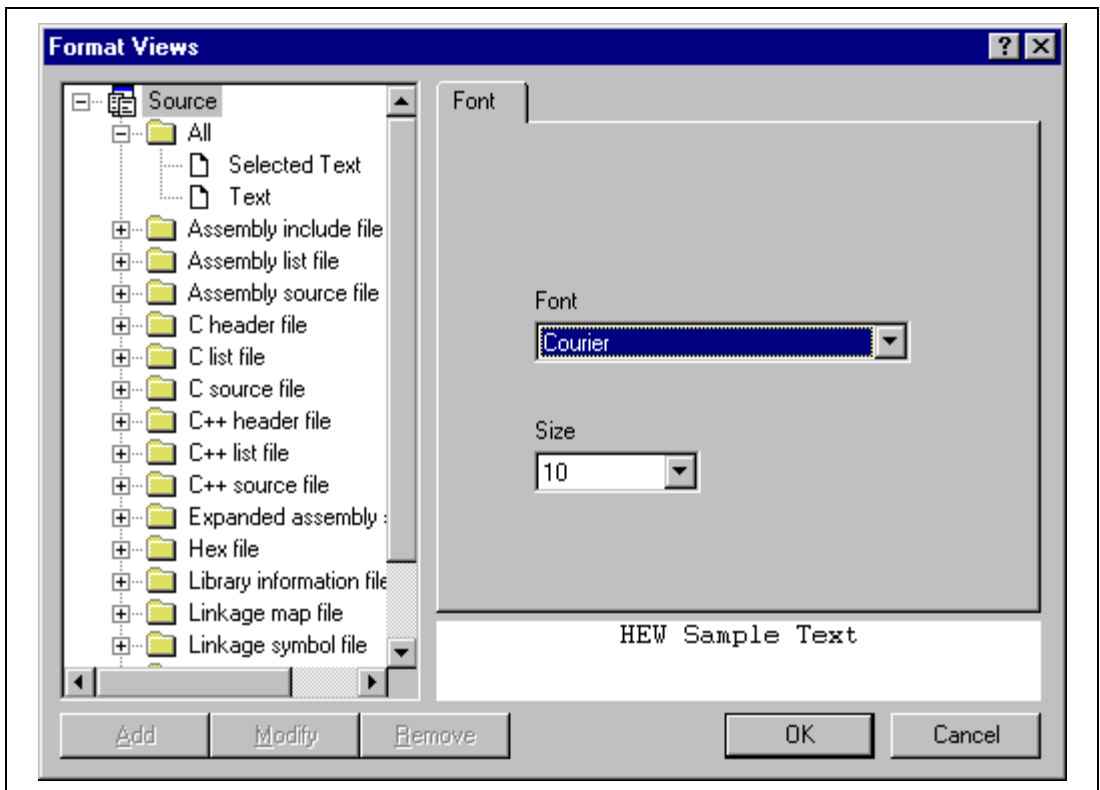 Format Views
Source
All
Selected Text
Text
Assembly include file
Assembly list file
Assembly source file
C header file
C list file
C source file
C++ header file
C++ list file
C++ source file
Expanded assembly
Hex file
Library information file
Linkage map file
Linkage symbol file
Font
Font
Courier
Size
10
HEW Sample Text
Add
Modify
Remove
OK
Cancel